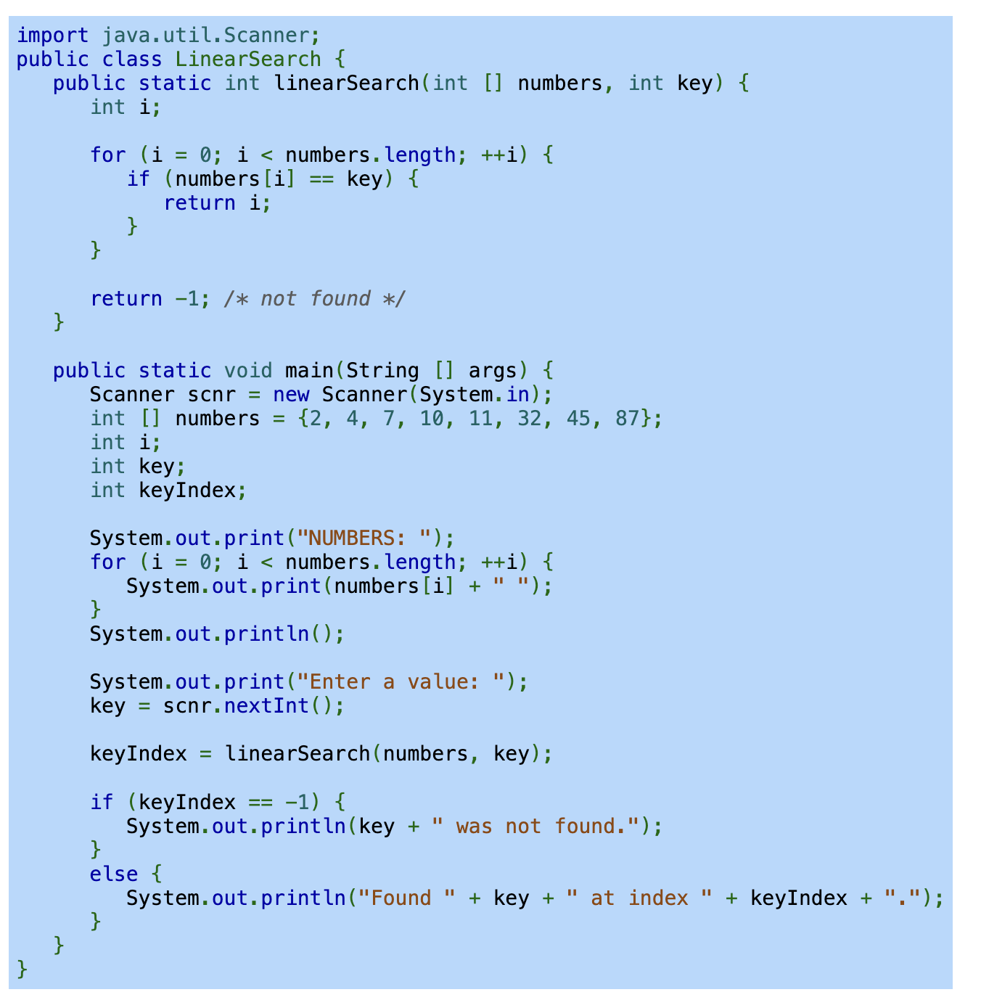 import java.util.Scanner;
public class LinearSearch {
   public static int linearSearch(int [] numbers, int key) {
      int i;

      for (i = 0; i < numbers.length; ++i) {
         if (numbers[i] == key) {
            return i;
         }
      }

      return -1; /* not found */
   }

   public static void main(String [] args) {
      Scanner scnr = new Scanner(System.in);
      int [] numbers = {2, 4, 7, 10, 11, 32, 45, 87};
      int i;
      int key;
      int keyIndex;

      System.out.print("NUMBERS: ");
      for (i = 0; i < numbers.length; ++i) {
         System.out.print(numbers[i] + " ");
      }
      System.out.println();

      System.out.print("Enter a value: ");
      key = scnr.nextInt();

      keyIndex = linearSearch(numbers, key);

      if (keyIndex == -1) {
         System.out.println(key + " was not found.");
      }
      else {
         System.out.println("Found " + key + " at index " + keyIndex + ".");
      }
   }
}